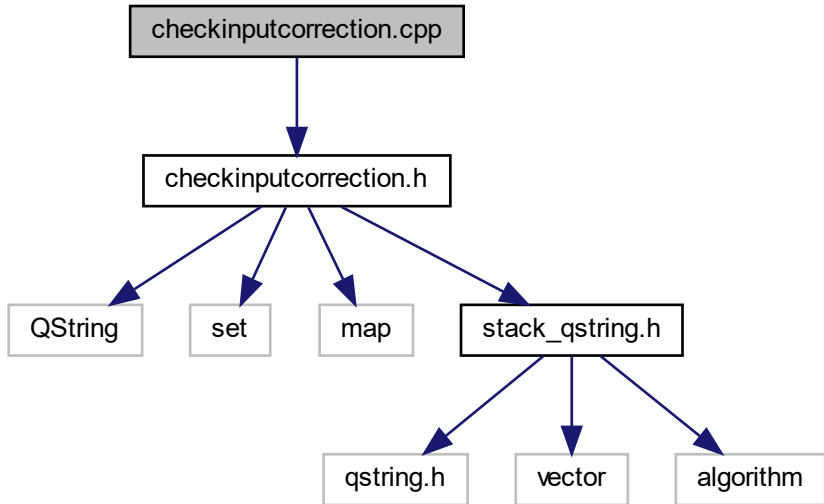 checkinputcorrection.cpp
checkinputcorrection.h
QString
set
map
stack_qstring.h
qstring.h
vector
algorithm